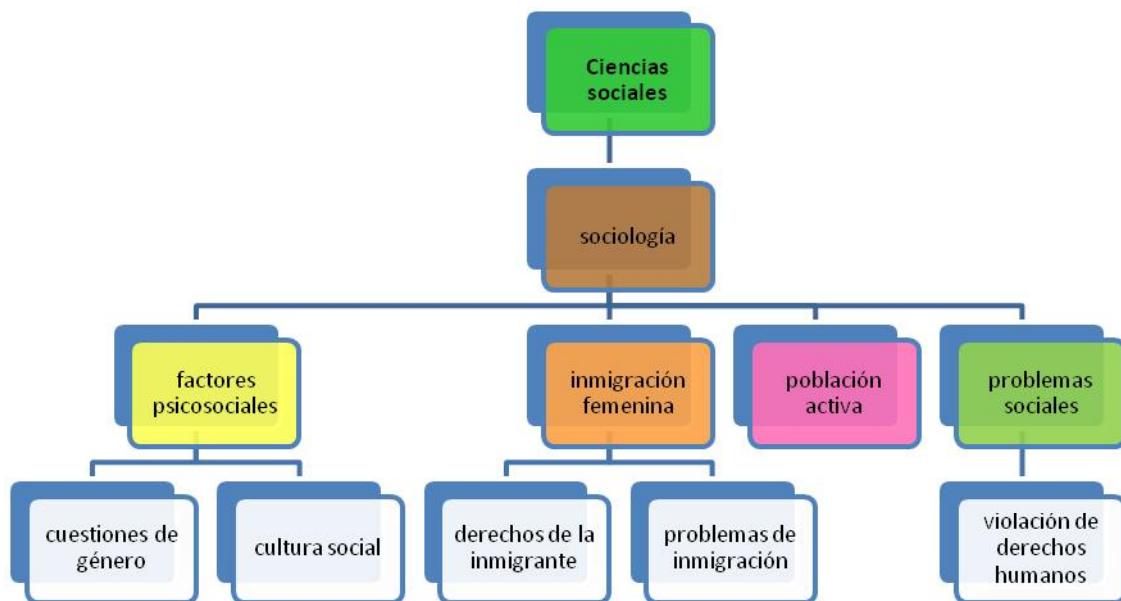 Ciencias
sociales
sociología
factores
psicosociales
inmigración
femenina
población
activa
problemas
sociales
cuestiones de
género
cultura social
derechos de la
inmigrante
problemas de
inmigración
violación de
derechos
humanos